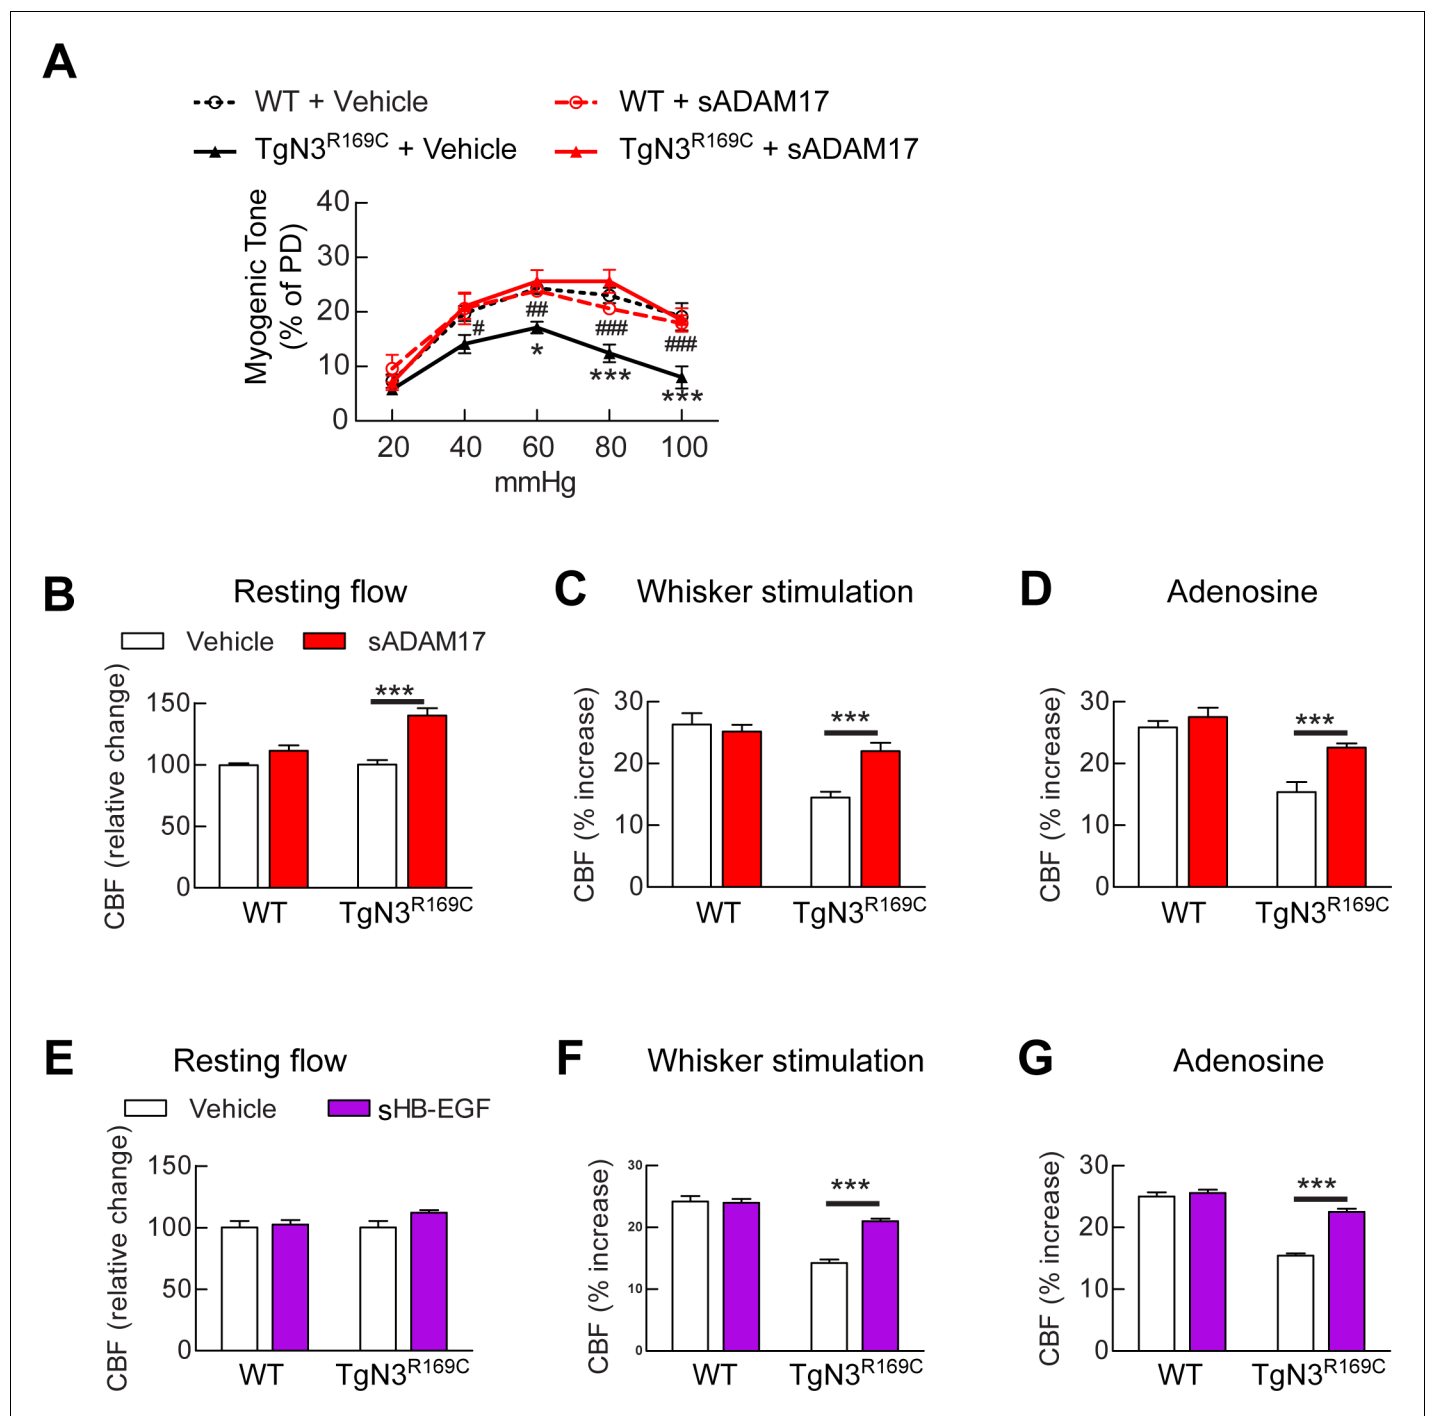 A
WT + Vehicle
WT + sADAM17
TgN3R169C + Vehicle
TgN3R169C + sADAM17
Myogenic Tone
(% of PD)
40
30
20
10
0
#
##
###
###
*
***
***
20 40 60 80 100
mmHg
B
Resting flow
Vehicle
sADAM17
CBF (relative change)
150
100
50
0
***
WT
TgN3R169C
C
Whisker stimulation
CBF (% increase)
30
20
10
0
***
WT
TgN3R169C
D
Adenosine
CBF (% increase)
30
20
10
0
***
WT
TgN3R169C
E
Resting flow
Vehicle
sHB-EGF
CBF (relative change)
150
100
50
0
WT
TgN3R169C
F
Whisker stimulation
CBF (% increase)
30
20
10
0
***
WT
TgN3R169C
G
Adenosine
CBF (% increase)
30
20
10
0
***
WT
TgN3R169C